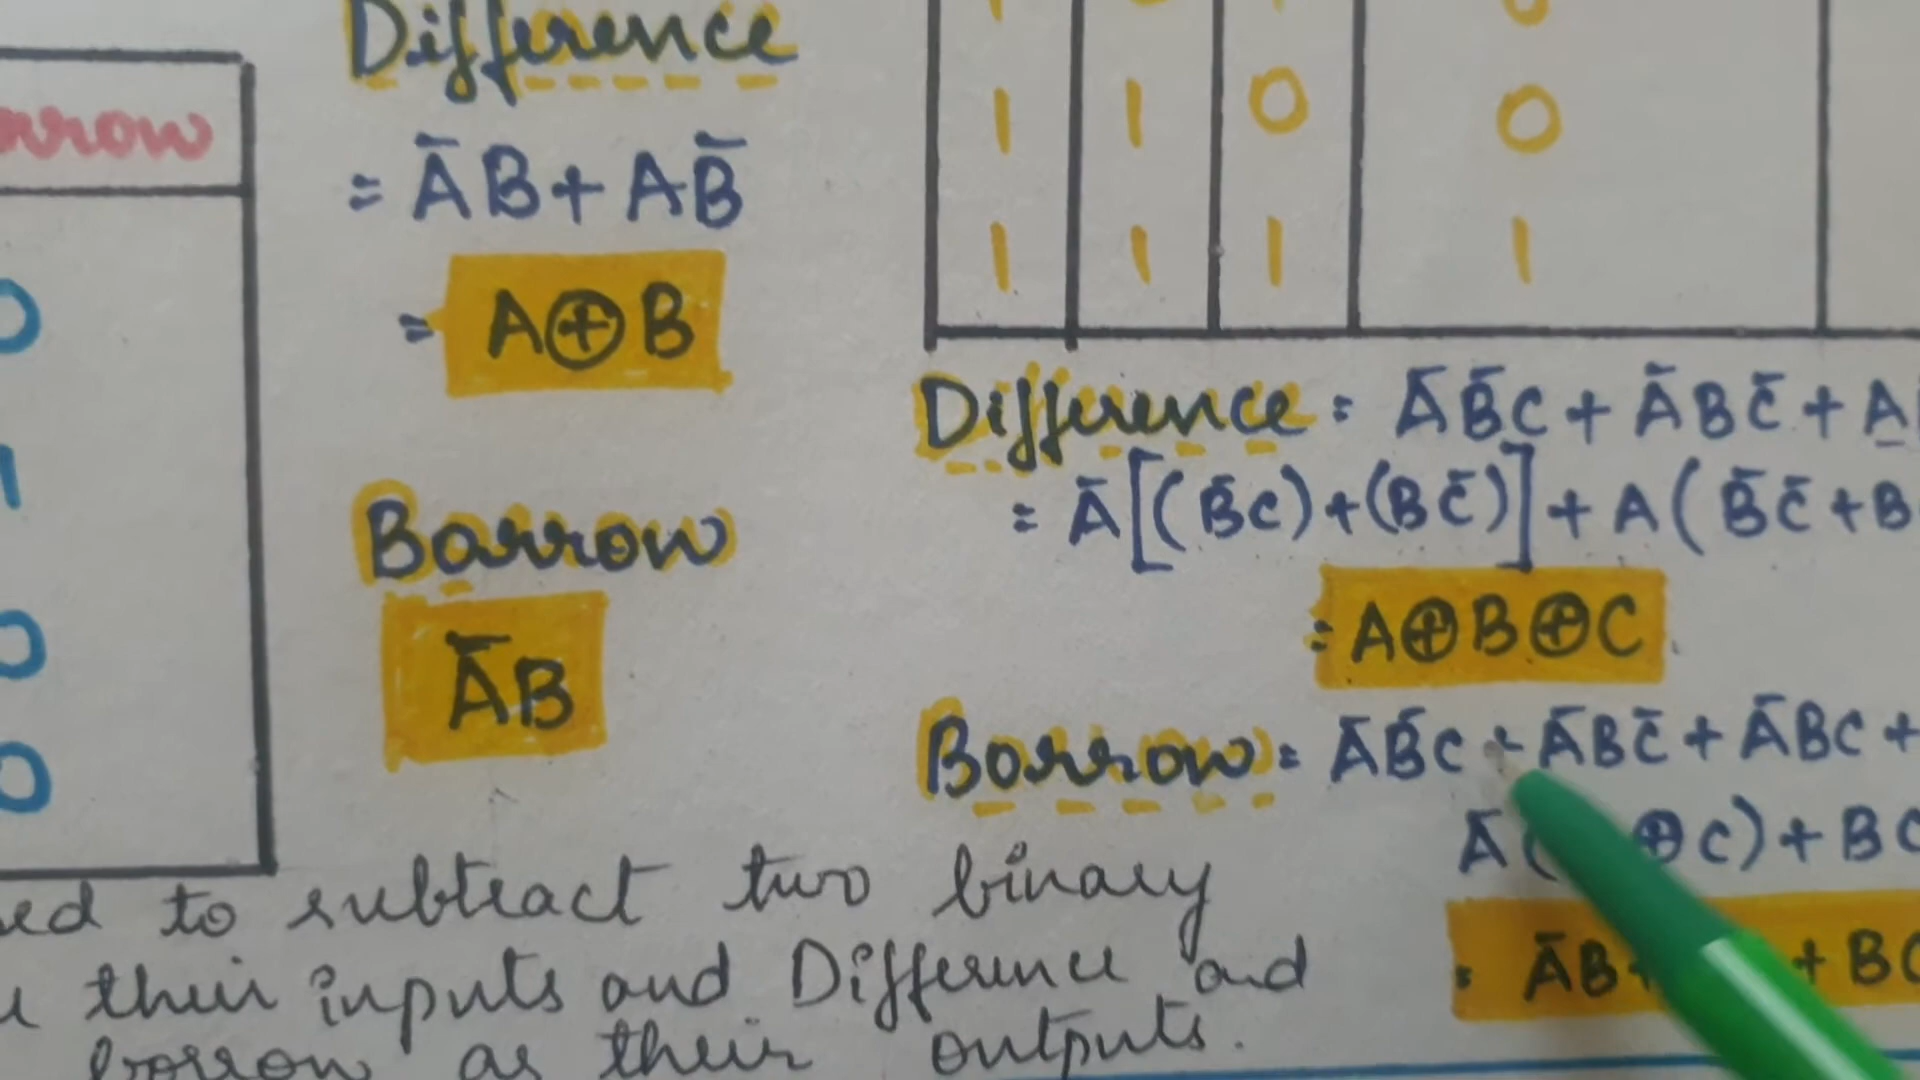 Difference
= ĀB + AB̄
= A⊕B
Borrow
ĀB
0
1
0
0
1 1 0 0
1 1 1 1
Difference = ĀB̄C + ĀBC̄ + A
= Ā[(B̄C)+(BC̄)] + A(B̄C̄+B
= A⊕B⊕C
Borrow = ĀB̄C + ĀBC̄ + ĀBC +
Ā( ⊕C) + BC
= ĀB+ + BC
to subtract two binary
their inputs and Difference and
borrow as their outputs.